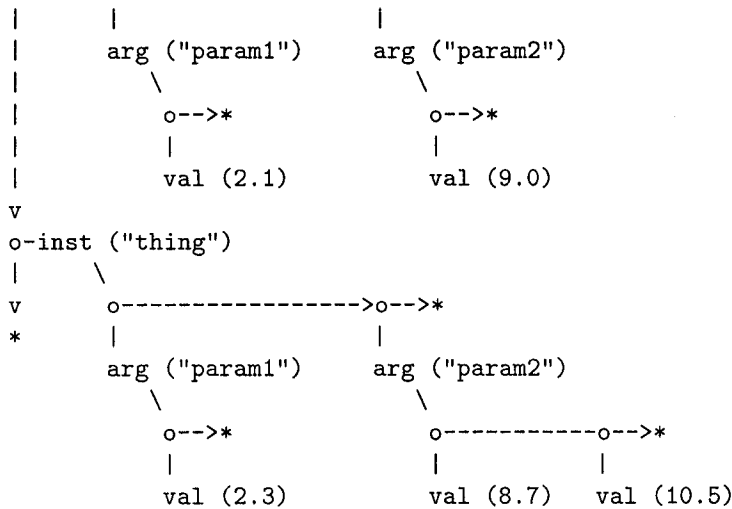 |       |                   |
|      arg ("param1")      arg ("param2")
|         \                   \
|          o-->*               o-->*
|          |                   |
|          val (2.1)           val (9.0)
v
o-inst ("thing")
|     \
v      o------------------>o-->*
*      |                   |
       arg ("param1")      arg ("param2")
          \                   \
           o-->*               o-----------o-->*
           |                   |           |
           val (2.3)           val (8.7)   val (10.5)